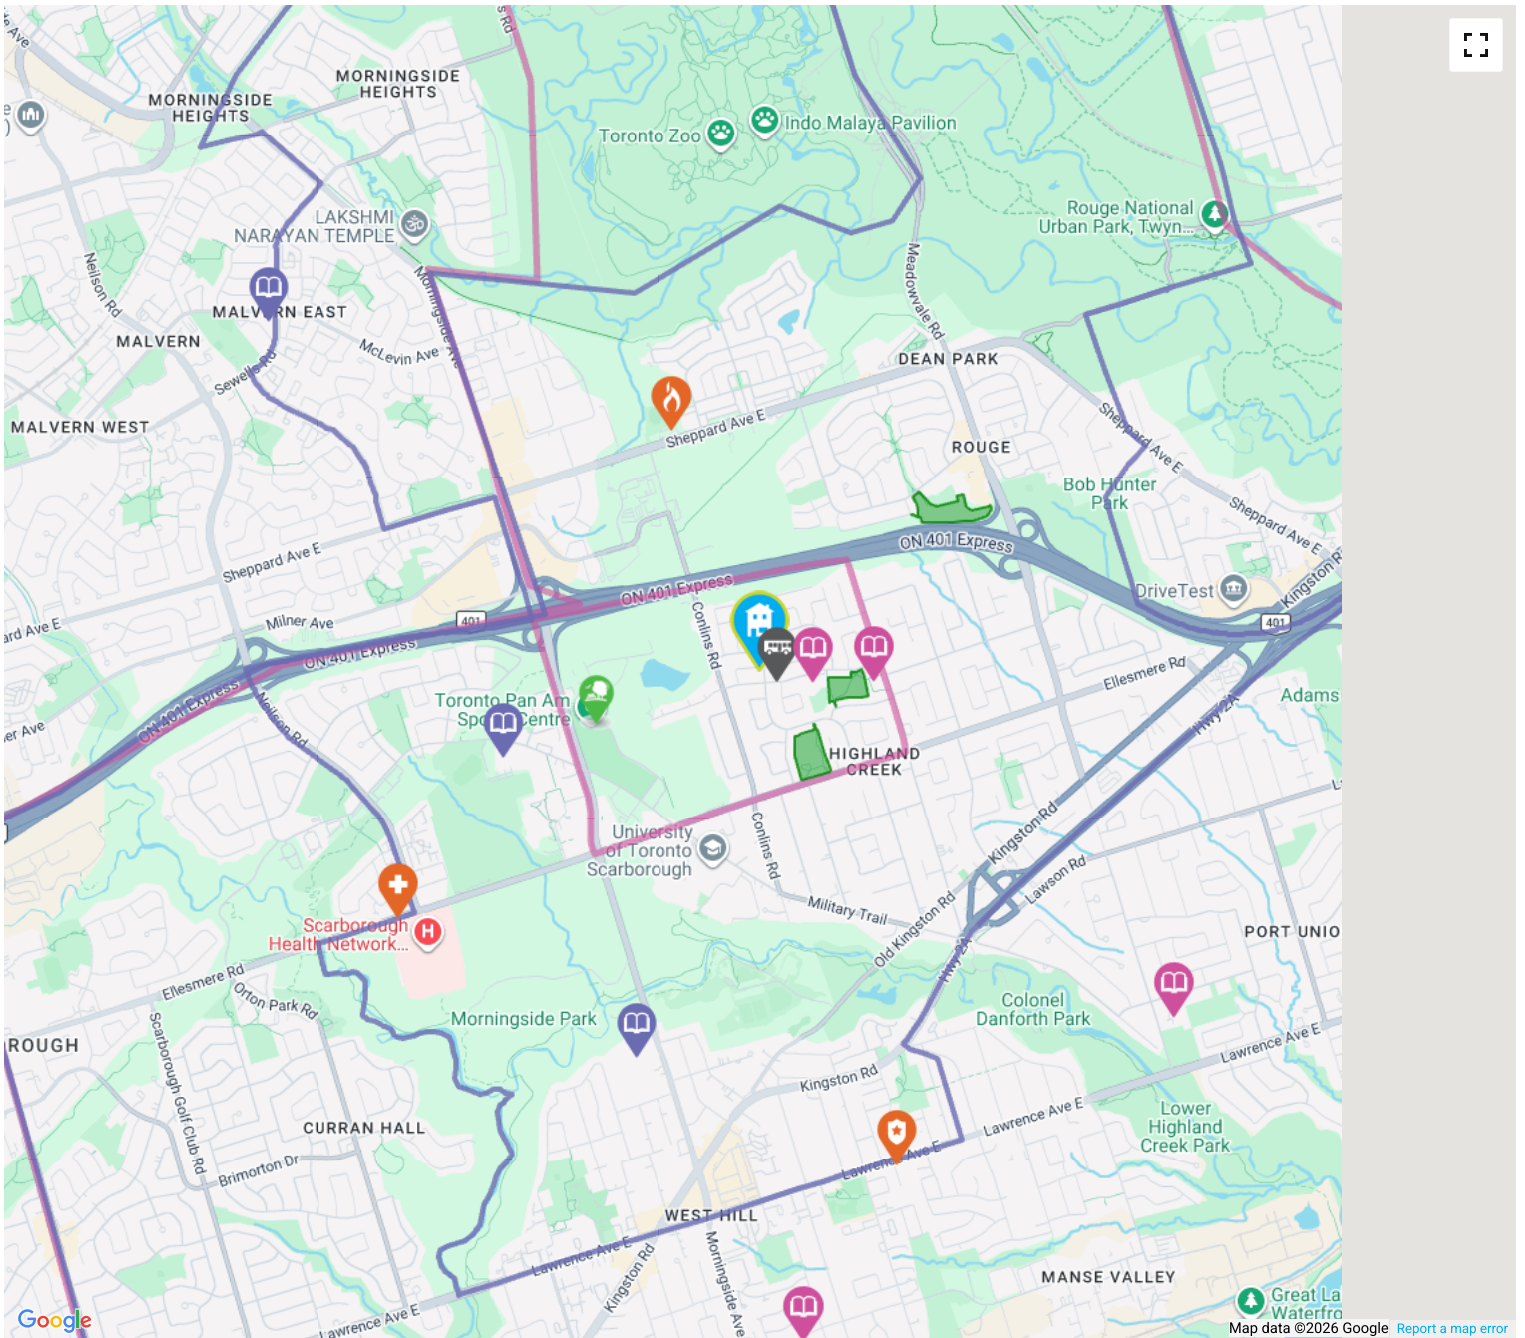 s Rd
MORNINGSIDE
HEIGHTS
MORNINGSIDE
HEIGHTS
Toronto Zoo
Indo Malaya Pavilion
LAKSHMI
NARAYAN TEMPLE
Rouge National
Urban Park, Twyn...
Neilson Rd
Morningside Ave
Meadowvale Rd
MALVERN EAST
MALVERN
McLevin Ave
Sewells Rd
DEAN PARK
MALVERN WEST
Sheppard Ave E
Sheppard Ave E
ROUGE
Bob Hunter
Park
Sheppard Ave E
ON 401 Express
Sheppard Ave E
ON 401 Express
Kingston R
DriveTest
Milner Ave
401
401
ard Ave E
Conlins Rd
ON 401 Express
Ellesmere Rd
ON 401 Express
Neilson Rd
Toronto Pan Am
Sports Centre
Adams
Hwy 2A
er Ave
HIGHLAND
CREEK
University
of Toronto
Scarborough
Conlins Rd
Kingston Rd
Lawson Rd
Military Trail
Old Kingston Rd
Scarborough
Health Network...
H
PORT UNIO
Hwy 2A
Ellesmere Rd
Orton Park Rd
Colonel
Danforth Park
Morningside Park
ROUGH
Scarborough Golf Club Rd
Lawrence Ave E
Kingston Rd
CURRAN HALL
Lawrence Ave E
Lower
Highland
Creek Park
Brimorton Dr
Lawrence Ave E
WEST HILL
Lawrence Ave E
Kingston Rd
Morningside Ave
MANSE VALLEY
Great La
Waterfro
Lawrence Ave E
Google
Map data ©2026 Google
Report a map error